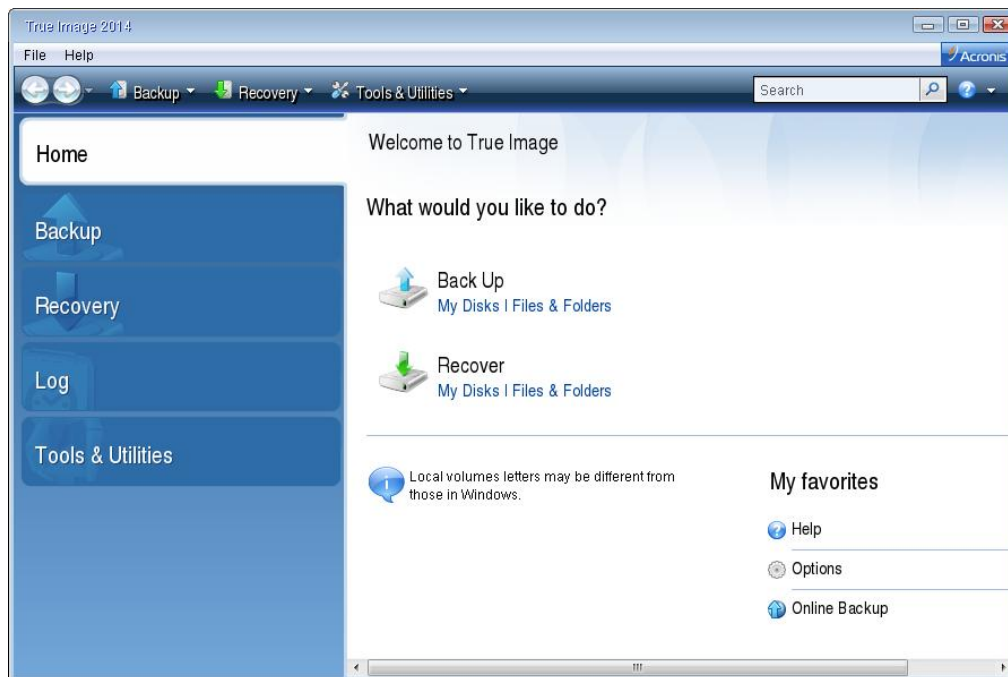 True Image 2014
File Help
Acronis
Backup Recovery Tools & Utilities Search
Home
Backup
Recovery
Log
Tools & Utilities
Welcome to True Image
What would you like to do?
Back Up
My Disks | Files & Folders
Recover
My Disks | Files & Folders
Local volumes letters may be different from
those in Windows.
My favorites
Help
Options
Online Backup